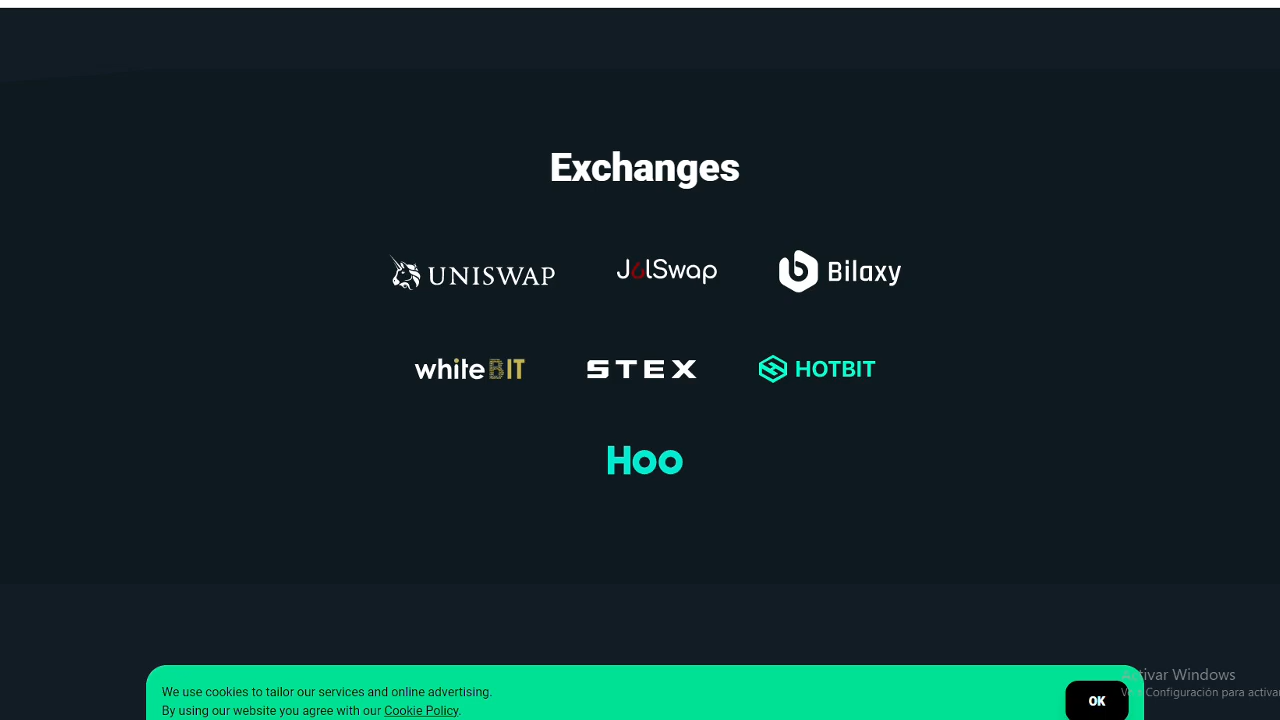 Exchanges
UNISWAP
JulSwap
Bilaxy
whiteBIT
STEX
HOTBIT
Hoo
We use cookies to tailor our services and online advertising.
By using our website you agree with our Cookie Policy.
OK
Activar Windows
Ve a Configuración para activar